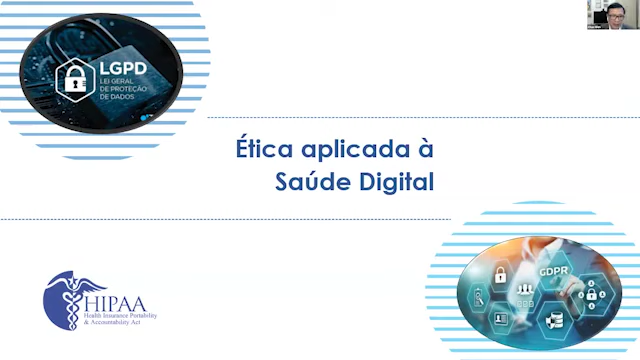 LGPD
LEI GERAL
DE PROTEÇÃO
DE DADOS
Ética aplicada à
Saúde Digital
GDPR
HIPAA
Health Insurance Portability
& Accountability Act